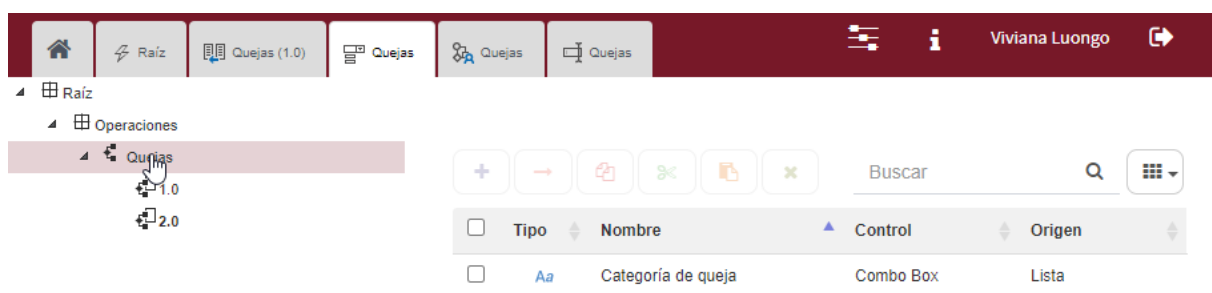 Raíz
Quejas (1.0)
Quejas
Quejas
Quejas
Viviana Luongo
Raíz
Operaciones
Quejas
1.0
2.0
Buscar
Tipo Nombre Control Origen
Aa Categoría de queja Combo Box Lista